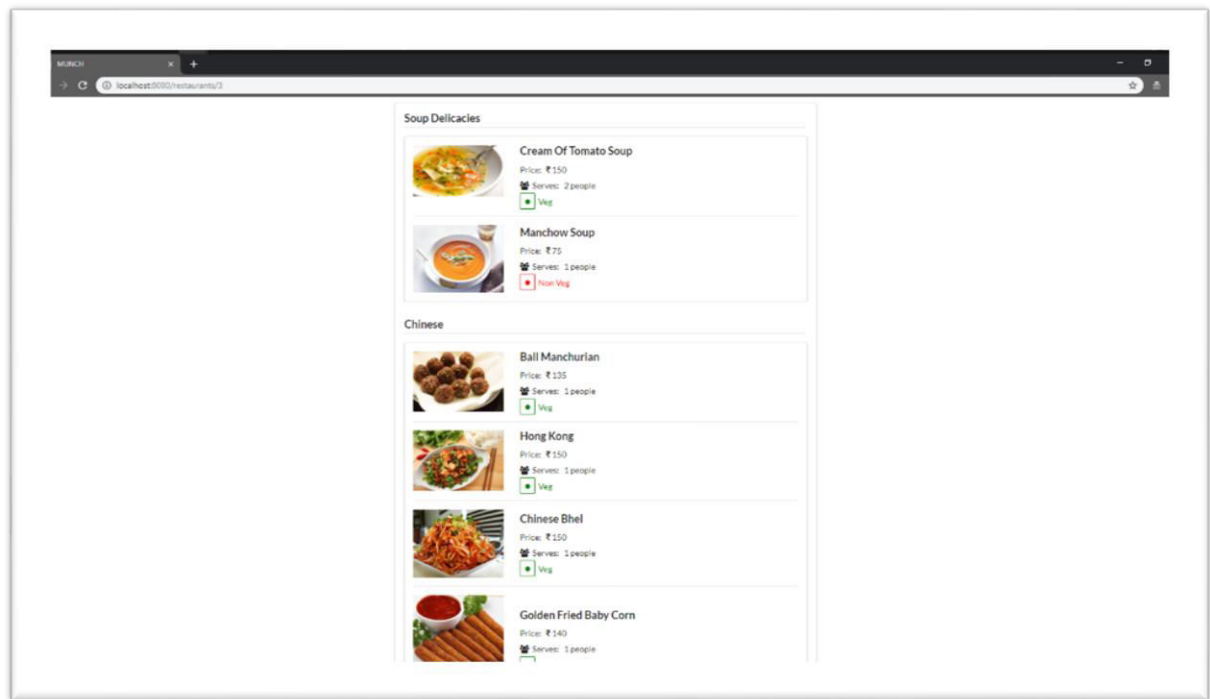 MUNCH
localhost:8080/restaurants/3
Soup Delicacies
Cream Of Tomato Soup
Price: ₹150
Serves: 2 people
Veg
Manchow Soup
Price: ₹75
Serves: 1 people
Non Veg
Chinese
Ball Manchurian
Price: ₹135
Serves: 1 people
Veg
Hong Kong
Price: ₹150
Serves: 1 people
Veg
Chinese Bhel
Price: ₹150
Serves: 1 people
Veg
Golden Fried Baby Corn
Price: ₹140
Serves: 1 people